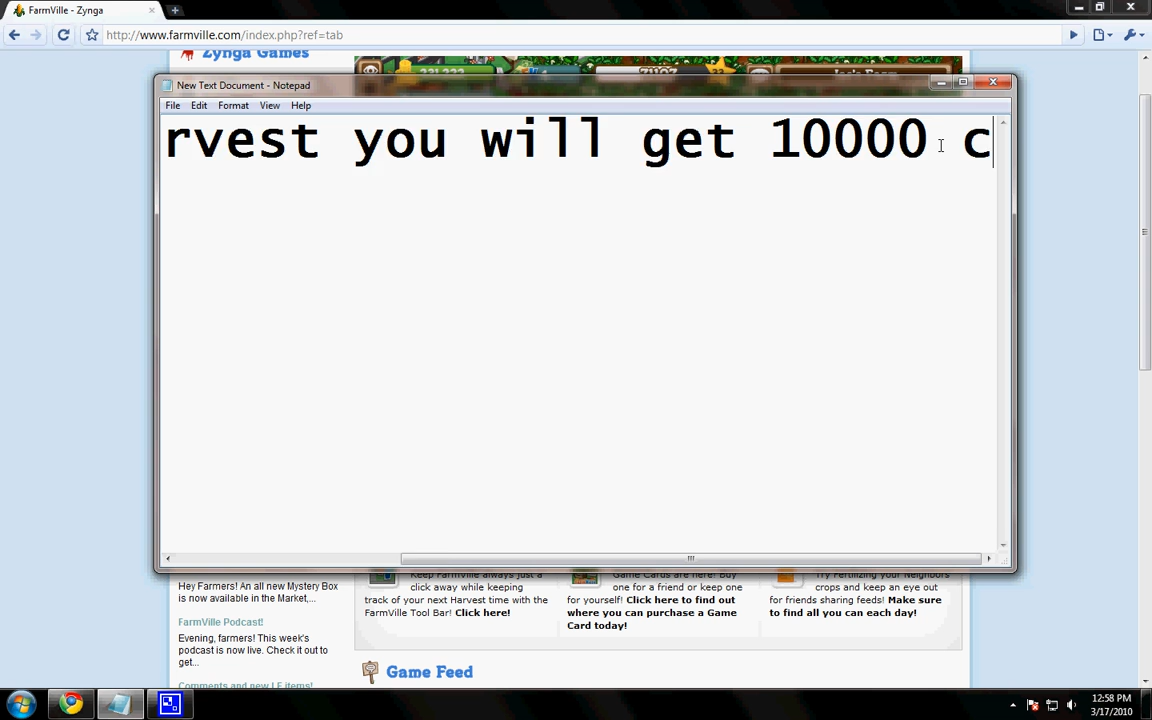 FarmVille - Zynga
http://www.farmville.com/index.php?ref=tab
Zynga Games
New Text Document - Notepad
File Edit Format View Help
rvest you will get 10000 c
Hey Farmers! An all new Mystery Box
is now available in the Market,...
FarmVille Podcast!
Evening, farmers! This week's
podcast is now live. Check it out to
get...
Comments and new LE items!
Keep FarmVille always just a
click away while keeping
track of your next Harvest time with the
FarmVille Tool Bar! Click here!
Game Cards are here! Buy
one for a friend or keep one
for yourself! Click here to find out
where you can purchase a Game
Card today!
Try Fertilizing your Neighbors
crops and keep an eye out
for friends sharing feeds! Make sure
to find all you can each day!
Game Feed
12:58 PM
3/17/2010